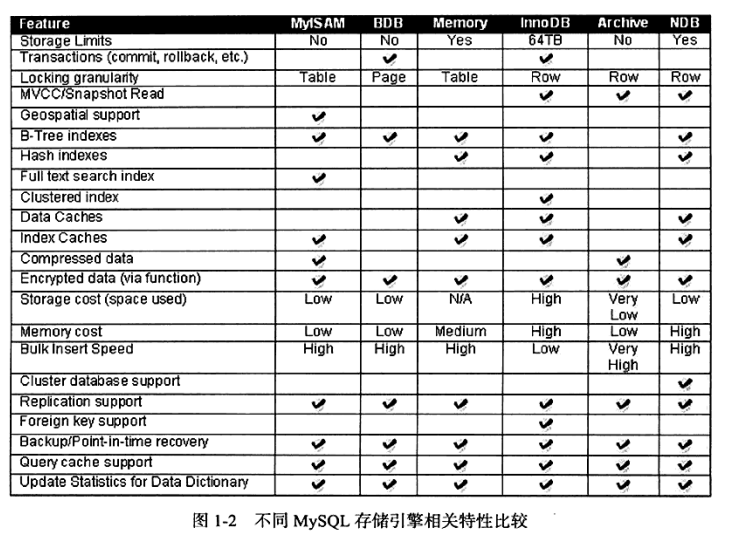 Feature MyISAM BDB Memory InnoDB Archive NDB
Storage Limits No No Yes 64TB No Yes
Transactions (commit, rollback, etc.) ✔ ✔
Locking granularity Table Page Table Row Row Row
MVCC/Snapshot Read ✔ ✔ ✔
Geospatial support ✔
B-Tree indexes ✔ ✔ ✔ ✔ ✔
Hash indexes ✔ ✔ ✔
Full text search index ✔
Clustered index ✔
Data Caches ✔ ✔ ✔
Index Caches ✔ ✔ ✔ ✔
Compressed data ✔ ✔
Encrypted data (via function) ✔ ✔ ✔ ✔ ✔ ✔
Storage cost (space used) Low Low N/A High Very Low Low
Memory cost Low Low Medium High Low High
Bulk Insert Speed High High High Low Very High High
Cluster database support ✔
Replication support ✔ ✔ ✔ ✔ ✔ ✔
Foreign key support ✔
Backup/Point-in-time recovery ✔ ✔ ✔ ✔ ✔ ✔
Query cache support ✔ ✔ ✔ ✔ ✔ ✔
Update Statistics for Data Dictionary ✔ ✔ ✔ ✔ ✔ ✔
图 1-2 不同 MySQL 存储引擎相关特性比较